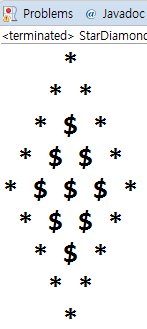 Problems @ Javadoc
<terminated> StarDiamond
*
* *
* $ *
* $ $ *
* $ $ $ *
* $ $ *
* $ *
* *
*